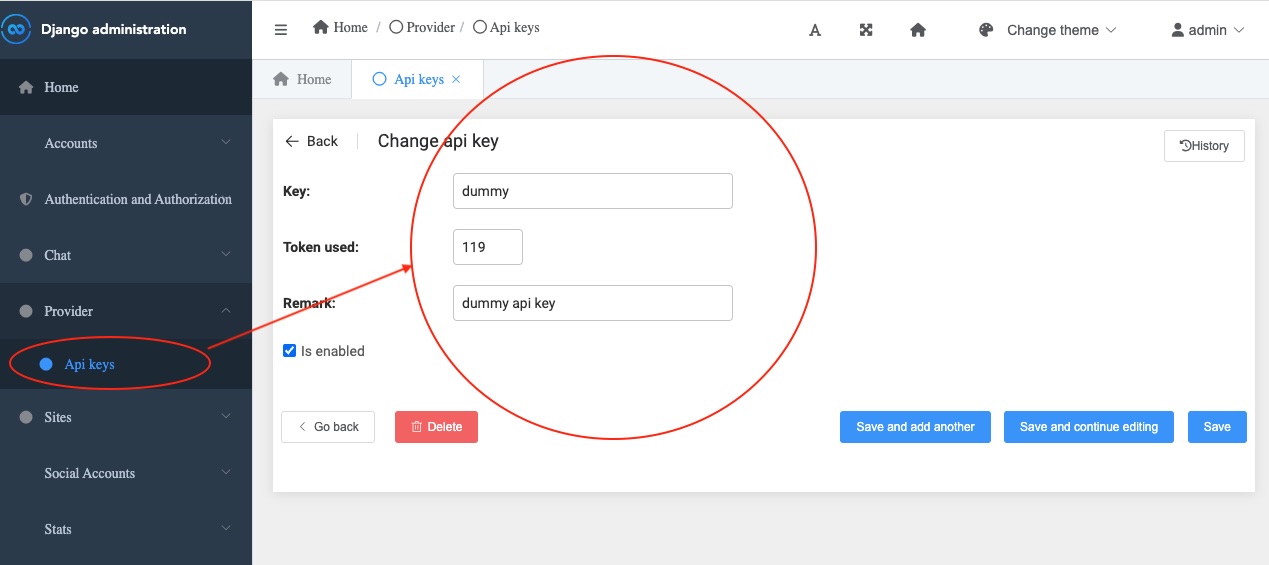 Django administration
Home / Provider / Api keys
A
Change theme
admin
Home
Api keys ×
Home
Accounts
Authentication and Authorization
Chat
Provider
Api keys
Sites
Social Accounts
Stats
← Back
Change api key
History
Key:
dummy
Token used:
119
Remark:
dummy api key
Is enabled
Go back
Delete
Save and add another
Save and continue editing
Save